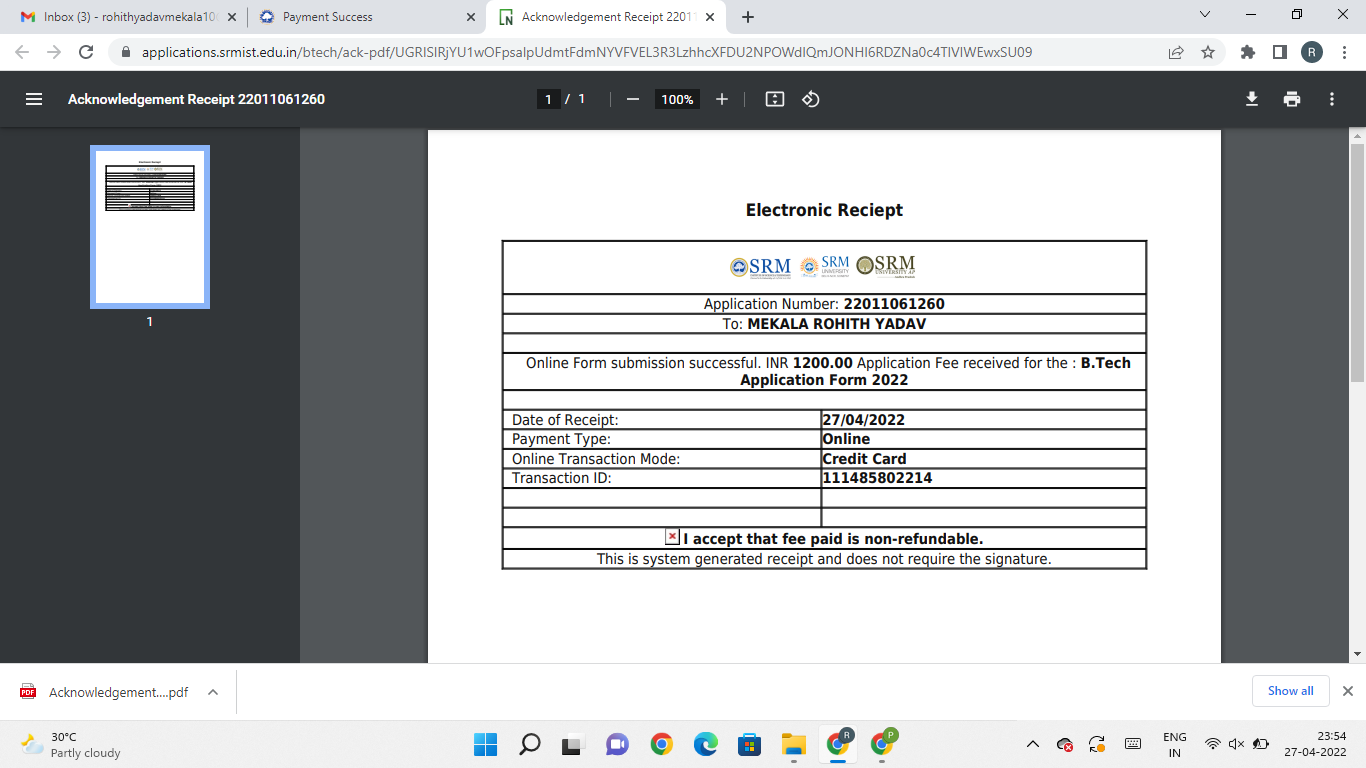 Inbox (3) - rohithyadavmekala10
Payment Success
Acknowledgement Receipt 22011
applications.srmist.edu.in/btech/ack-pdf/UGRISlRjYU1wOFpsalpUdmtFdmNYVFVEL3R3LzhhcXFDU2NPOWdIQmJONHI6RDZNa0c4TlVIWEwxSU09
R
Acknowledgement Receipt 22011061260
1 / 1
100%
1
Electronic Reciept
SRM SRM SRM
UNIVERSITY UNIVERSITY AP
Application Number: 22011061260
To: MEKALA ROHITH YADAV
Online Form submission successful. INR 1200.00 Application Fee received for the : B.Tech
Application Form 2022
Date of Receipt: 27/04/2022
Payment Type: Online
Online Transaction Mode: Credit Card
Transaction ID: 111485802214
I accept that fee paid is non-refundable.
This is system generated receipt and does not require the signature.
PDF Acknowledgement....pdf
Show all
30°C
Partly cloudy
R
P
ENG
IN
23:54
27-04-2022